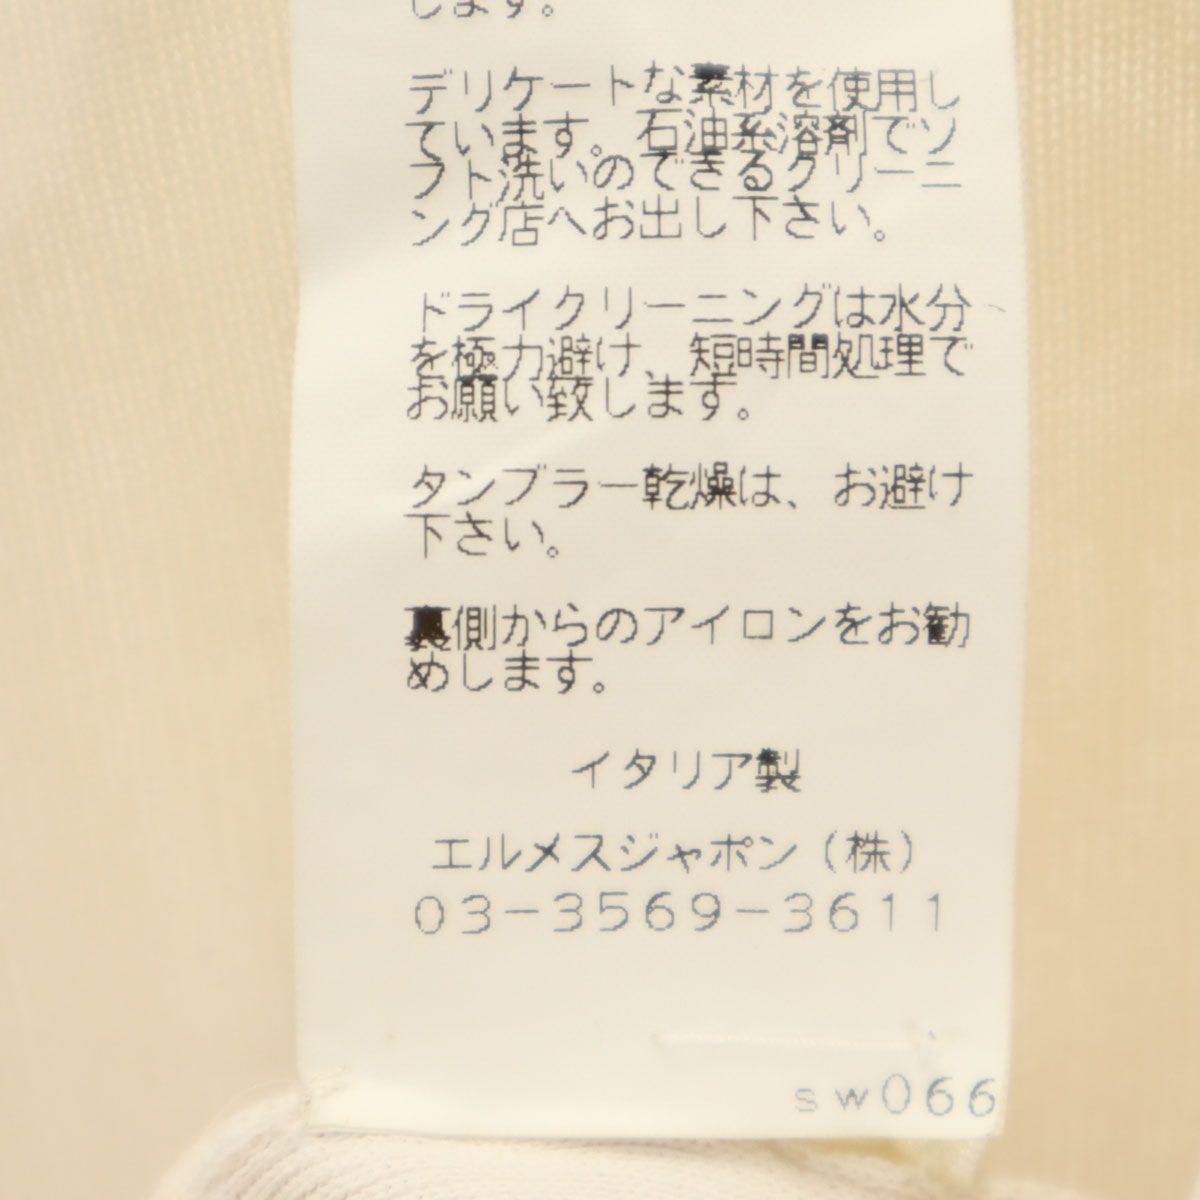 します。
デリケートな素材を使用し
ています。石油系溶剤でソ
フト洗いのできるクリーニ
ング店へお出し下さい。
ドライクリーニングは水分
を極力避け、短時間処理で
お願い致します。
タンブラー乾燥は、お避け
下さい。
裏側からのアイロンをお勧
めします。
イタリア製
エルメスジャポン(株)
03-3569-3611
sw066